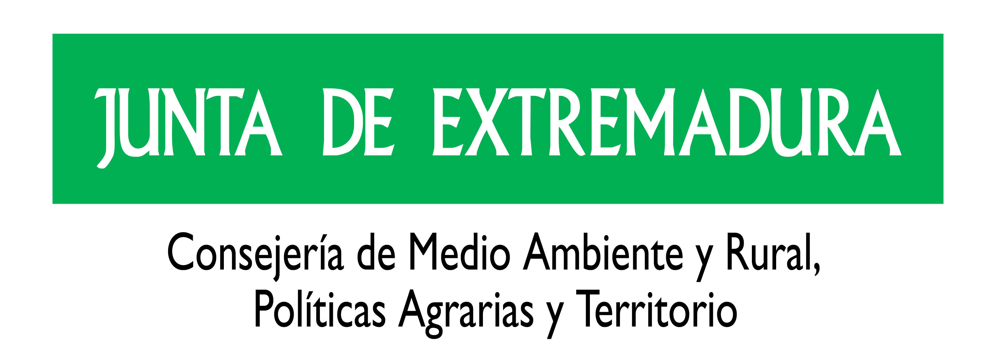 JUNTA DE EXTREMADURA
Consejería de Medio Ambiente y Rural,
Políticas Agrarias y Territorio